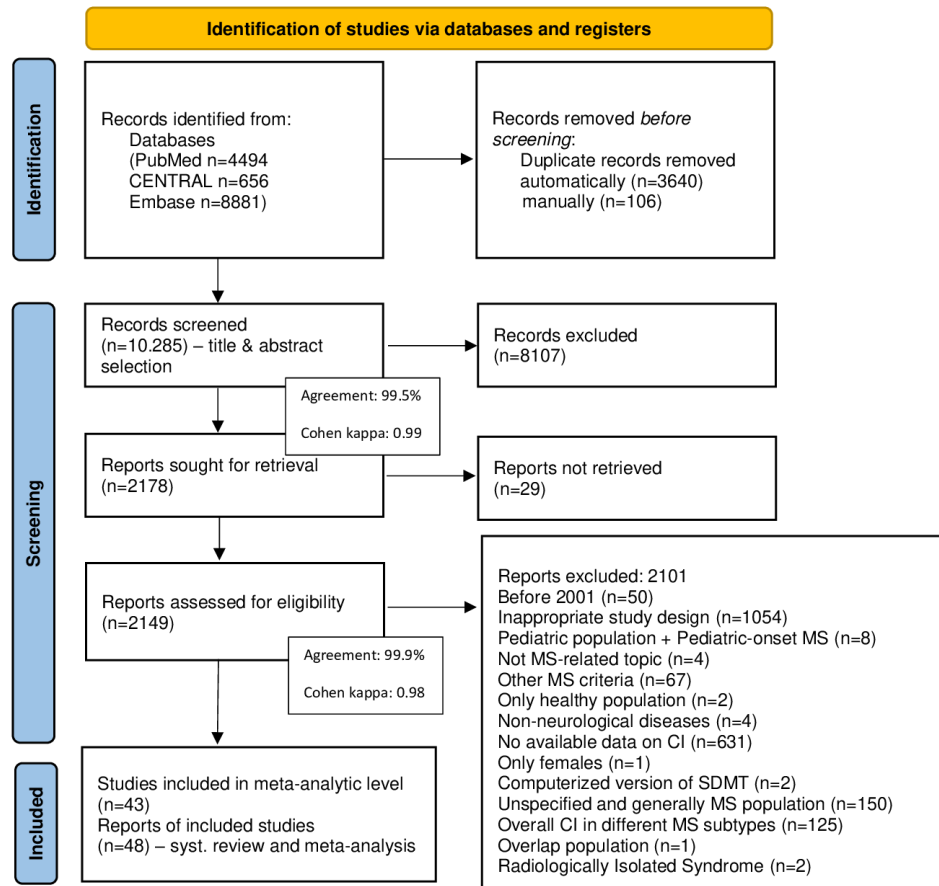 Identification of studies via databases and registers
Identification
Records identified from:
Databases
(PubMed n=4494
CENTRAL n=656
Embase n=8881)
Records removed before
screening:
Duplicate records removed
automatically (n=3640)
manually (n=106)
Screening
Records screened
(n=10.285) – title & abstract
selection
Records excluded
(n=8107)
Agreement: 99.5%
Cohen kappa: 0.99
Reports sought for retrieval
(n=2178)
Reports not retrieved
(n=29)
Reports assessed for eligibility
(n=2149)
Agreement: 99.9%
Cohen kappa: 0.98
Reports excluded: 2101
Before 2001 (n=50)
Inappropriate study design (n=1054)
Pediatric population + Pediatric-onset MS (n=8)
Not MS-related topic (n=4)
Other MS criteria (n=67)
Only healthy population (n=2)
Non-neurological diseases (n=4)
No available data on CI (n=631)
Only females (n=1)
Computerized version of SDMT (n=2)
Unspecified and generally MS population (n=150)
Overall CI in different MS subtypes (n=125)
Overlap population (n=1)
Radiologically Isolated Syndrome (n=2)
Included
Studies included in meta-analytic level
(n=43)
Reports of included studies
(n=48) – syst. review and meta-analysis